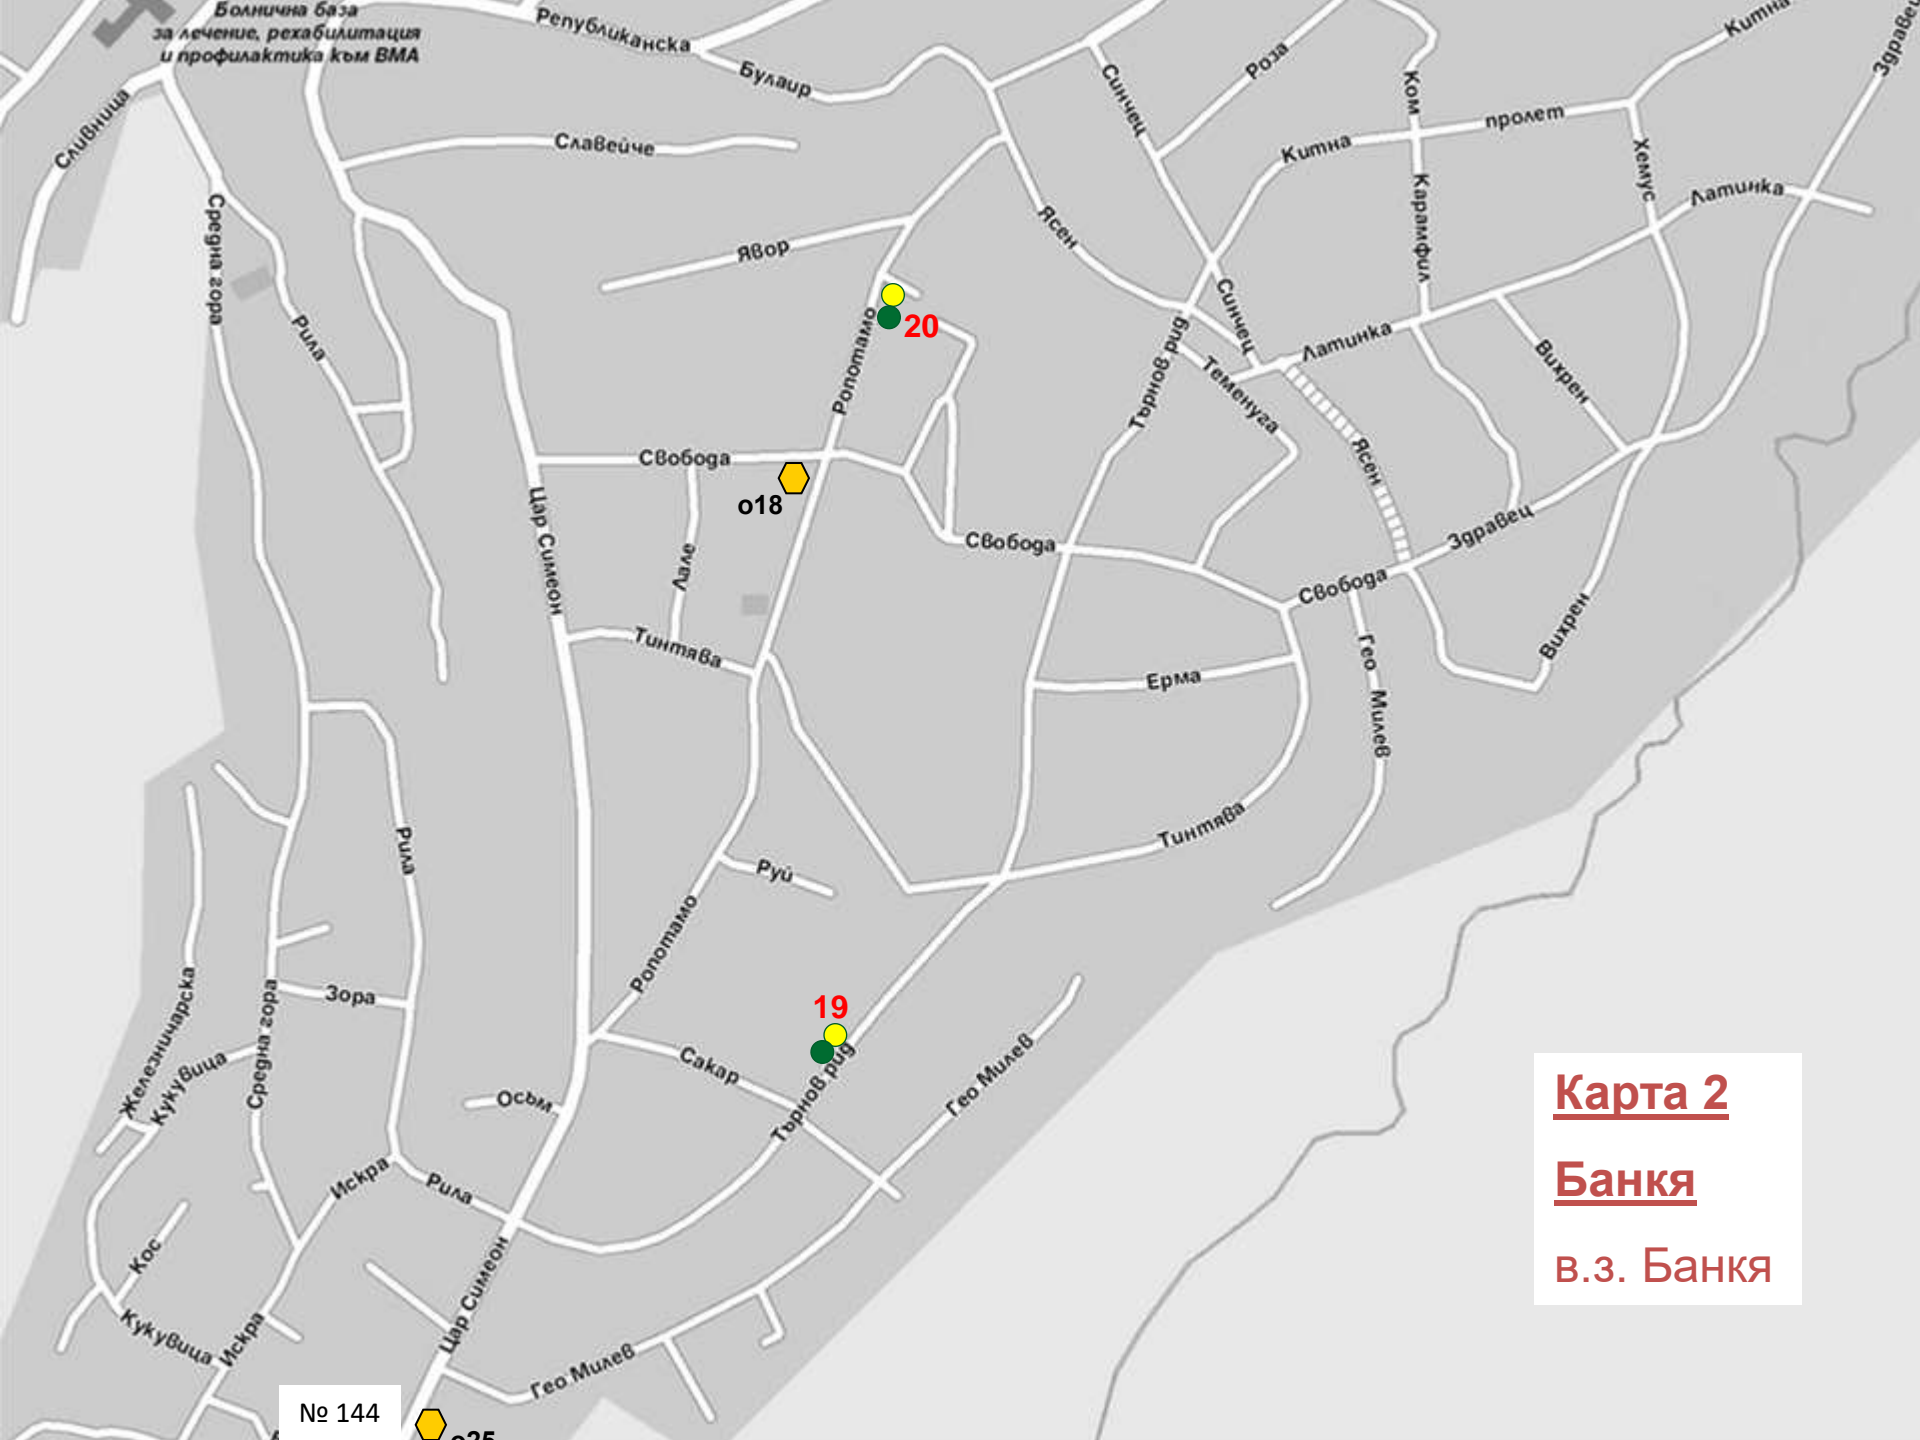 Болнична база
за лечение, рехабилитация
и профилактика към ВМА
Републиканска
Булаир
Китна
Здравец
Синчец
Роза
Ком
пролет
Сливница
Славейче
Китна
Хемус
Карамфил
Латинка
Средна гора
Явор
Ясен
Синчец
Рила
Ропотамо
20
Търнов рид
Латинка
Теменуга
Вихрен
Свобода
о18
Ясен
Цар Симеон
Лале
Свобода
Здравец
Свобода
Вихрен
Тинтява
Гео Милев
Ерма
Рила
Тинтява
Руй
Ропотамо
Железничарска
Зора
Средна гора
19
Кукувица
Сакар
Търнов рид
Гео Милев
Осъм
Карта 2
Искра
Рила
Банкя
Кос
Цар Симеон
в.з. Банкя
Кукувица
Искра
Гео Милев
№ 144
о25